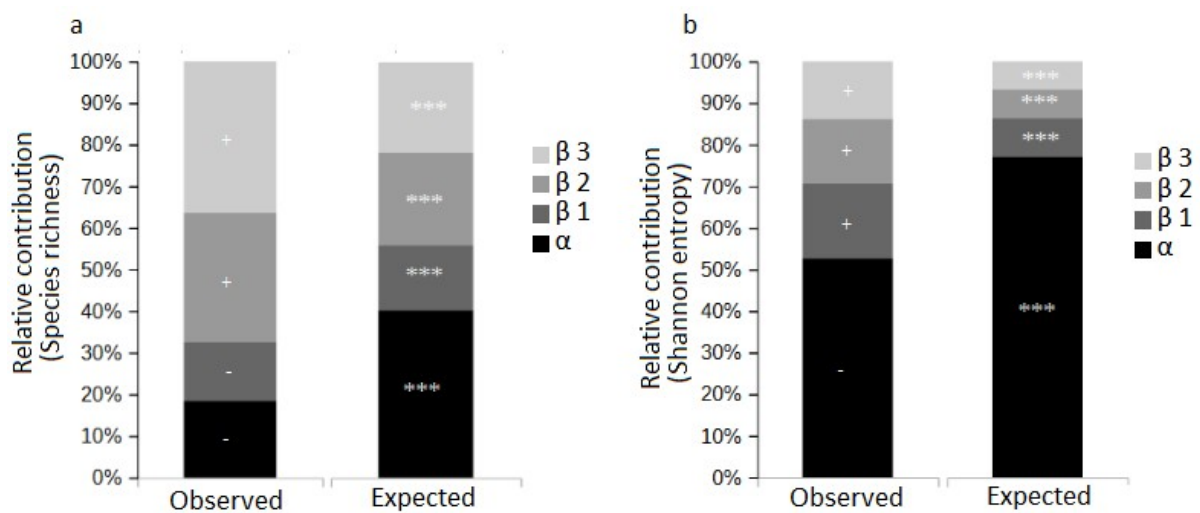 a
100%
90%
80%
70%
60%
50%
40%
30%
20%
10%
0%
Relative contribution
(Species richness)
+
+
-
-
***
***
***
***
Observed
Expected
β 3
β 2
β 1
α
b
100%
90%
80%
70%
60%
50%
40%
30%
20%
10%
0%
Relative contribution
(Shannon entropy)
+
+
+
-
***
***
***
***
Observed
Expected
β 3
β 2
β 1
α